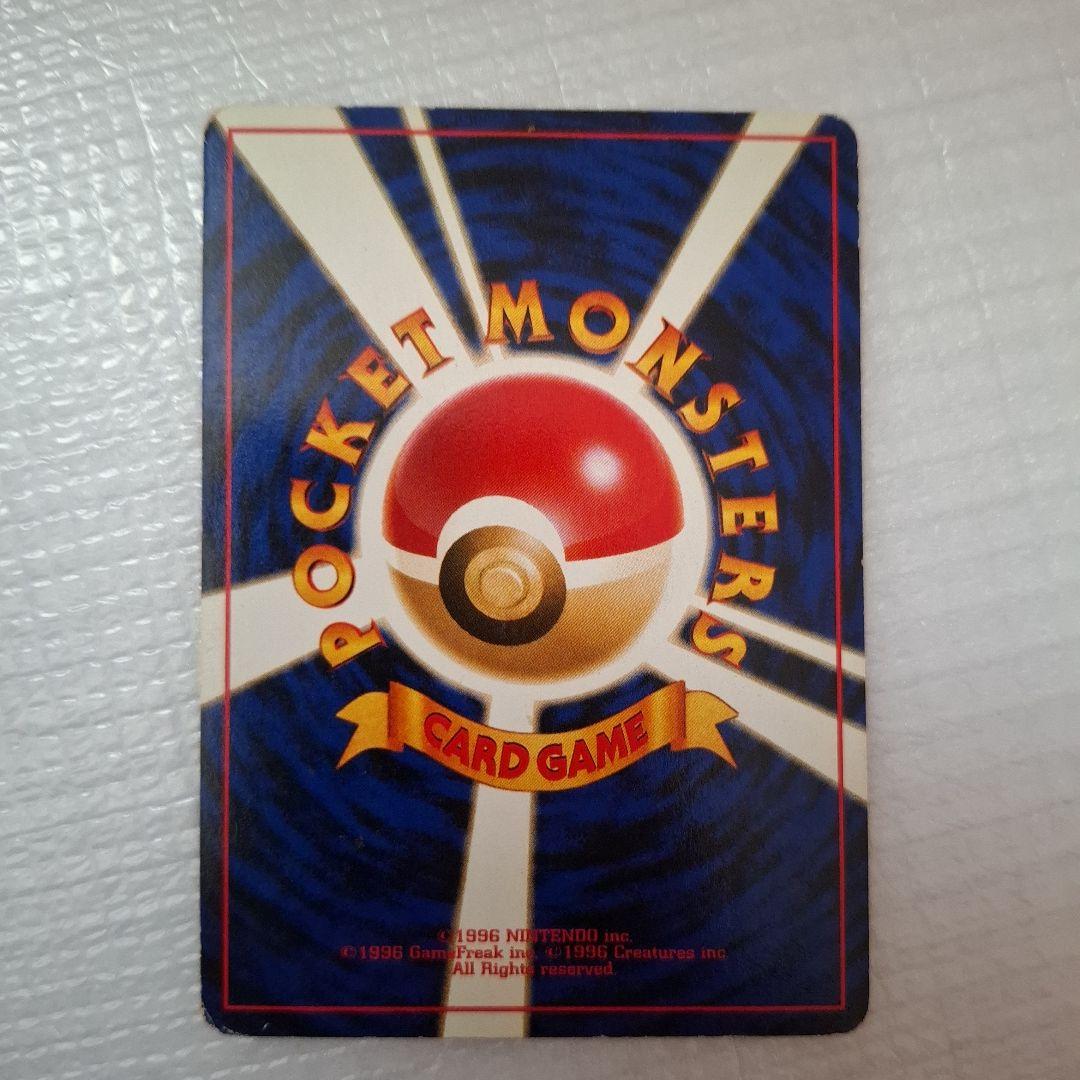 POCKET MONSTERS
CARD GAME
©1996 NINTENDO inc.
©1996 GameFreak inc. ©1996 Creatures inc.
All Rights reserved.